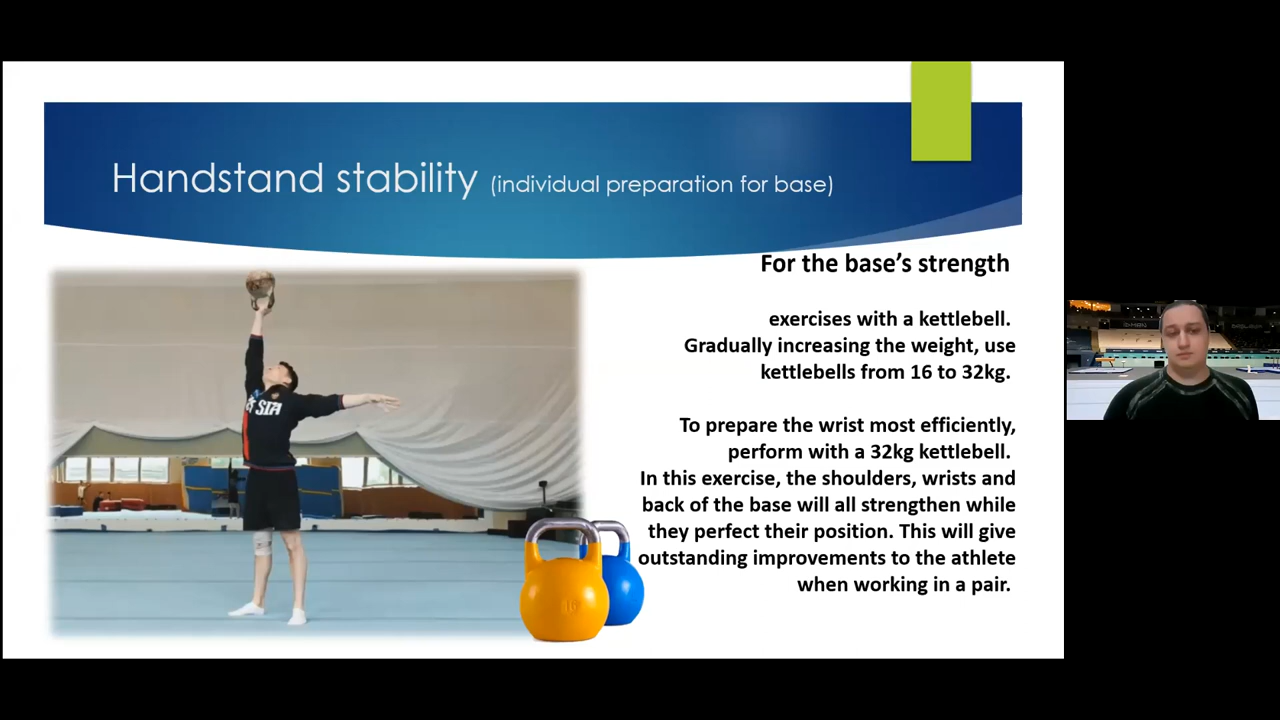 Handstand stability (individual preparation for base)
For the base's strength
exercises with a kettlebell.
Gradually increasing the weight, use
kettlebells from 16 to 32kg.
To prepare the wrist most efficiently,
perform with a 32kg kettlebell.
In this exercise, the shoulders, wrists and
back of the base will all strengthen while
they perfect their position. This will give
outstanding improvements to the athlete
when working in a pair.
16